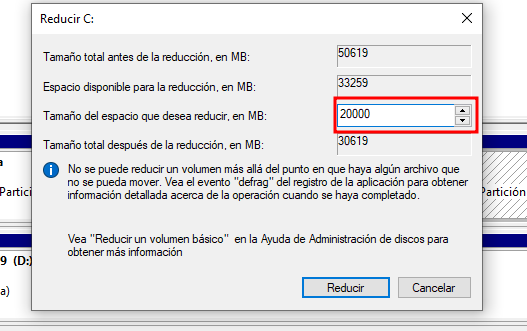 Reducir C:
Tamaño total antes de la reducción, en MB: 50619
Espacio disponible para la reducción, en MB: 33259
Tamaño del espacio que desea reducir, en MB: 20000
Tamaño total después de la reducción, en MB: 30619
No se puede reducir un volumen más allá del punto en que haya algún archivo que
no se pueda mover. Vea el evento "defrag" del registro de la aplicación para obtener
información detallada acerca de la operación cuando se haya completado.
Partició
Partición
Vea "Reducir un volumen básico" en la Ayuda de Administración de discos para
obtener más información
9 (D:)
Reducir Cancelar